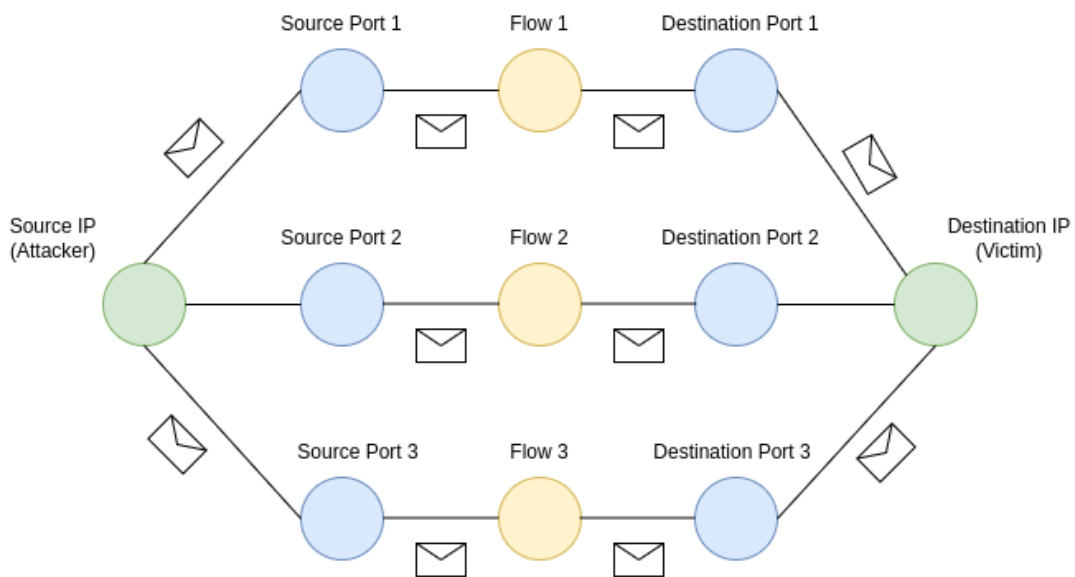 Source Port 1
Flow 1
Destination Port 1
Source IP
(Attacker)
Source Port 2
Flow 2
Destination Port 2
Destination IP
(Victim)
Source Port 3
Flow 3
Destination Port 3